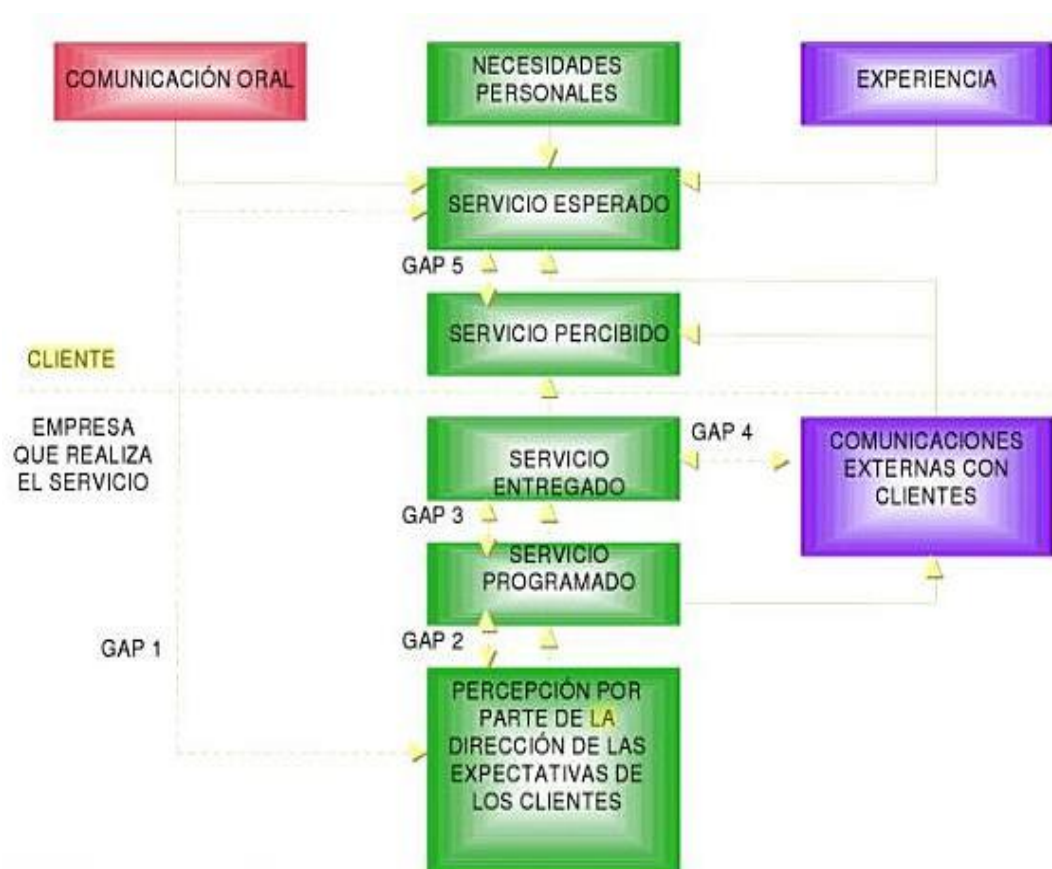 COMUNICACIÓN ORAL
NECESIDADES
PERSONALES
EXPERIENCIA
SERVICIO ESPERADO
GAP 5
SERVICIO PERCIBIDO
CLIENTE
EMPRESA
QUE REALIZA
EL SERVICIO
SERVICIO
ENTREGADO
GAP 4
COMUNICACIONES
EXTERNAS CON
CLIENTES
GAP 3
SERVICIO
PROGRAMADO
GAP 1
GAP 2
PERCEPCIÓN POR
PARTE DE LA
DIRECCIÓN DE LAS
EXPECTATIVAS DE
LOS CLIENTES